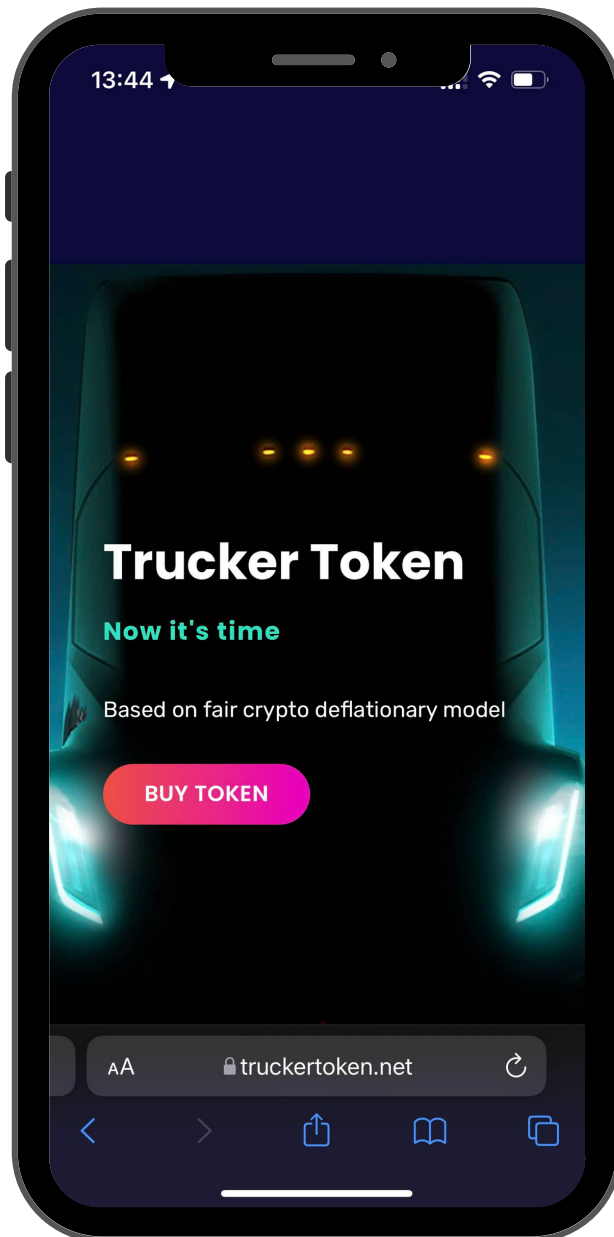 13:44
Trucker Token
Now it's time
Based on fair crypto deflationary model
BUY TOKEN
AA truckertoken.net